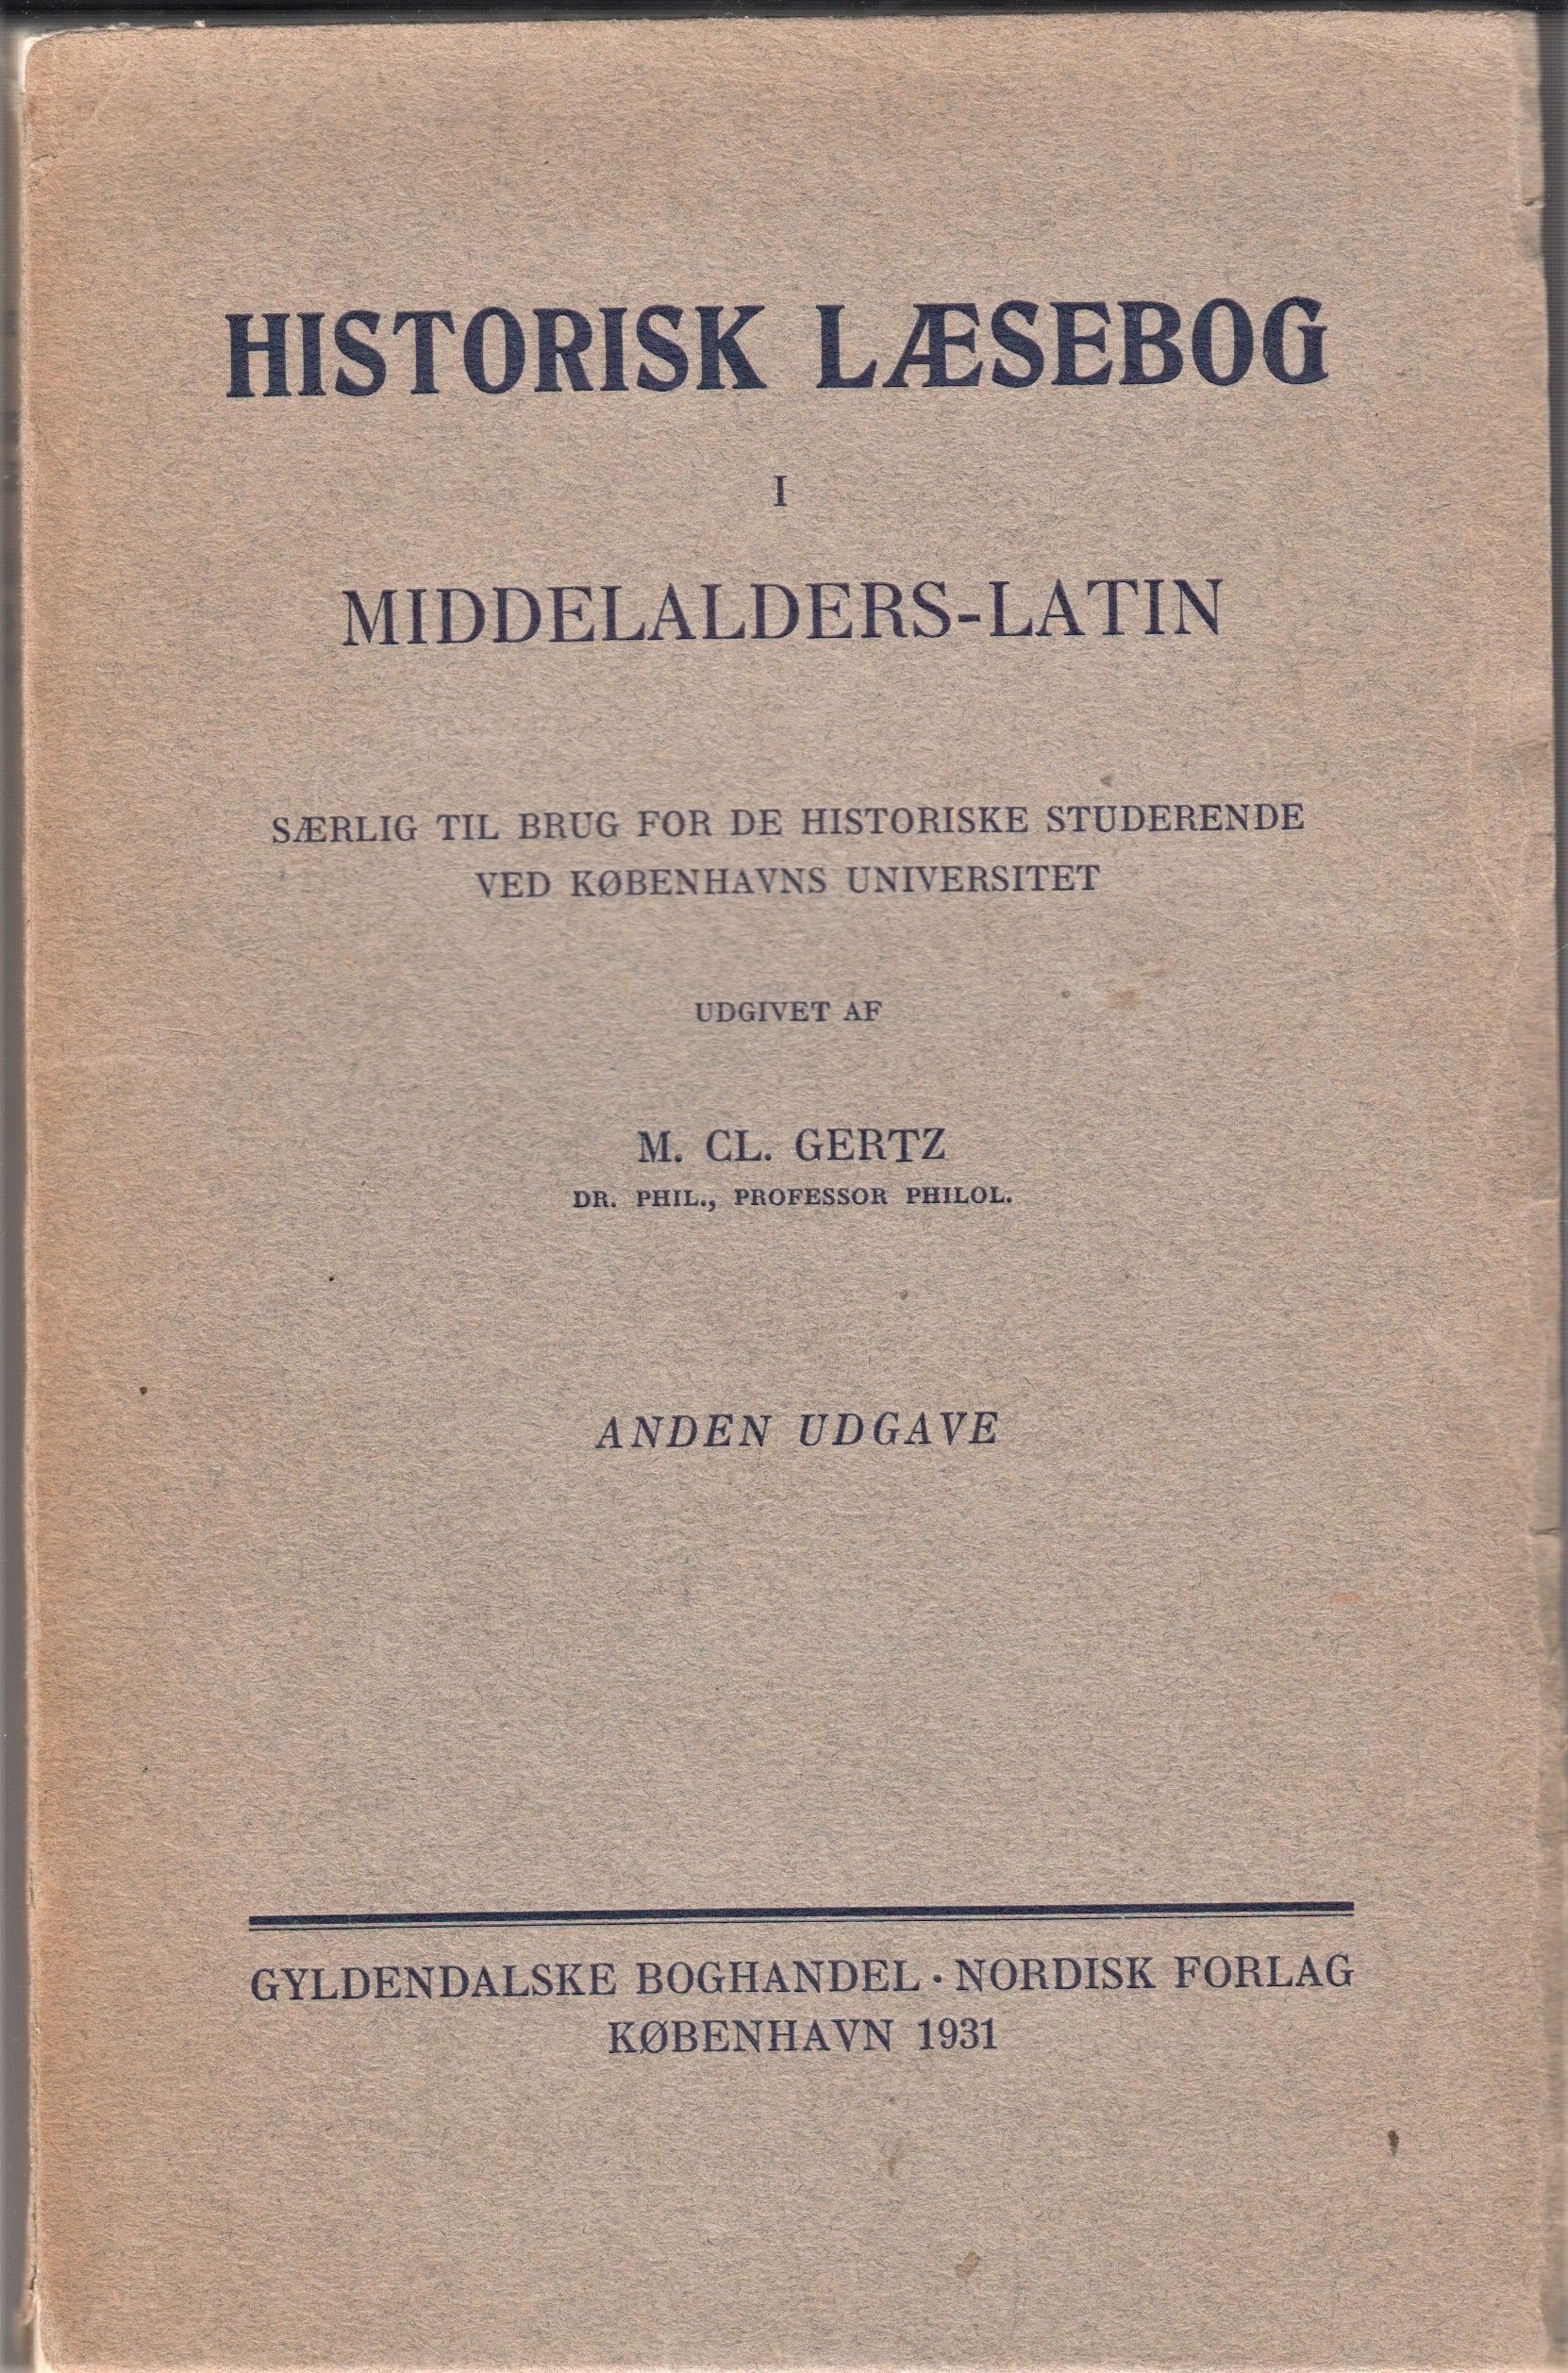 HISTORISK LÆSEBOG
I
MIDDELALDERS-LATIN
SÆRLIG TIL BRUG FOR DE HISTORISKE STUDERENDE
VED KØBENHAVNS UNIVERSITET
UDGIVET AF
M. CL. GERTZ
DR. PHIL., PROFESSOR PHILOL.
ANDEN UDGAVE
GYLDENDALSKE BOGHANDEL · NORDISK FORLAG
KØBENHAVN 1931